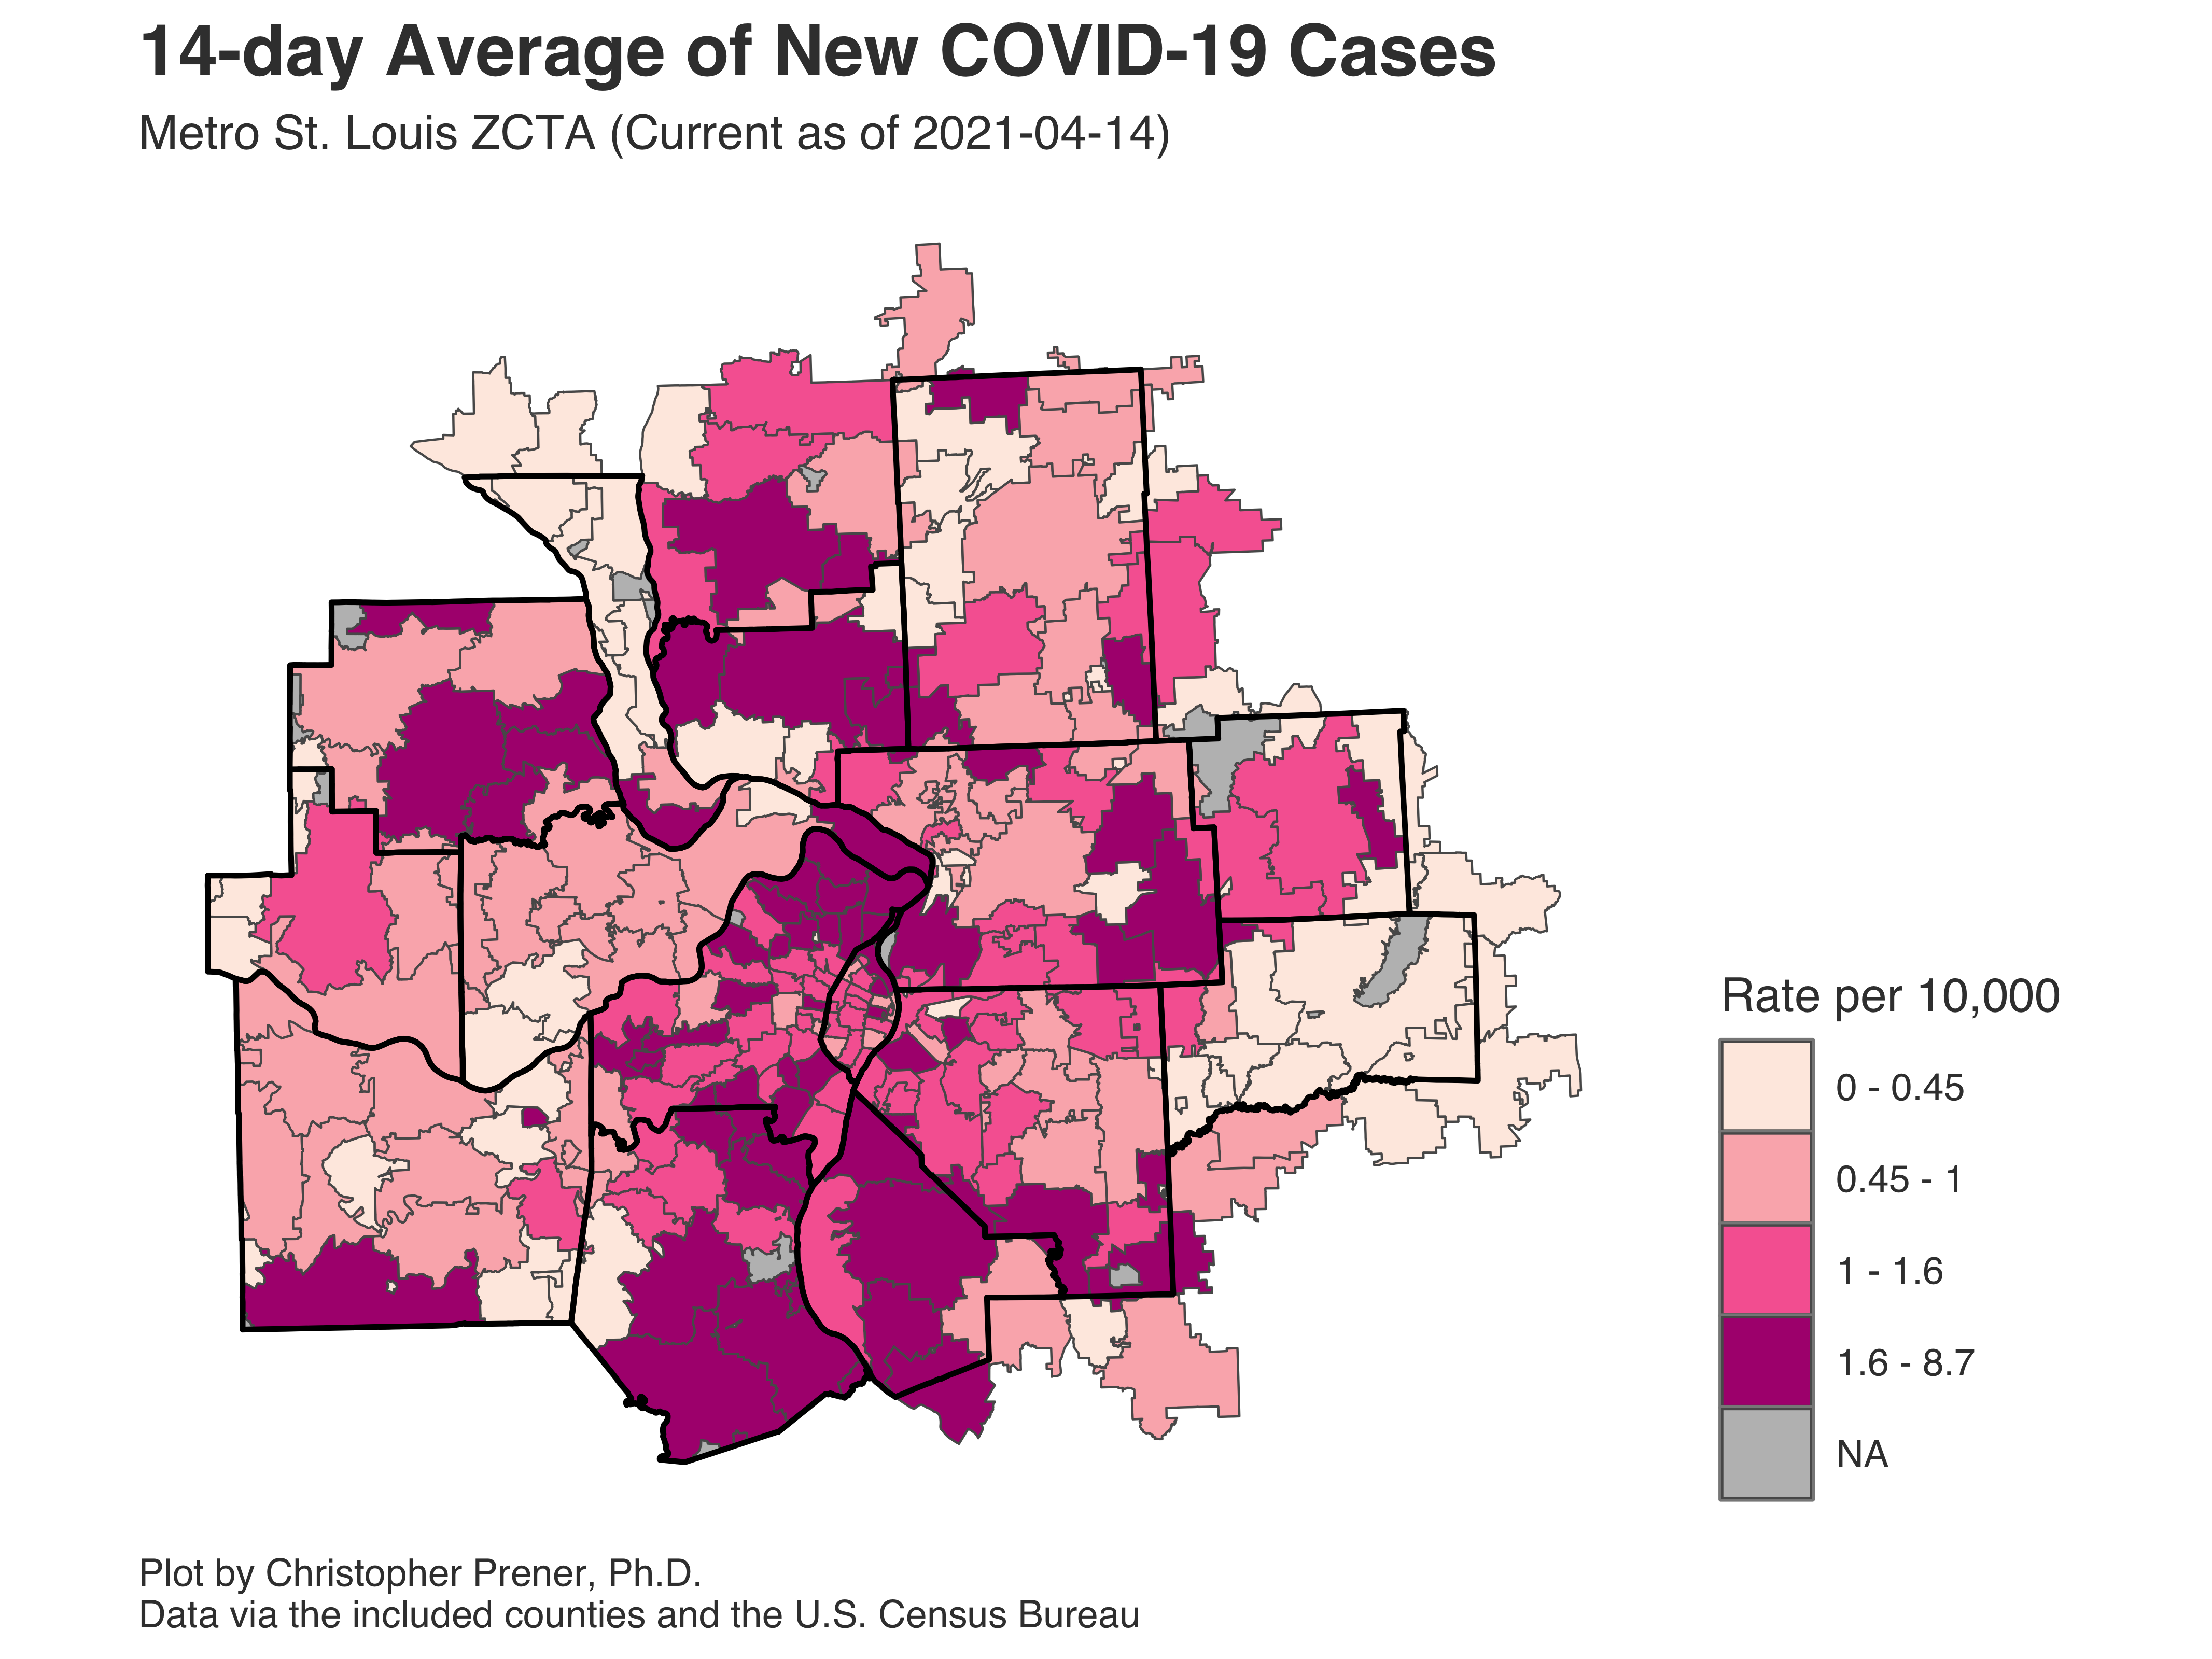 14-day Average of New COVID-19 Cases
Metro St. Louis ZCTA (Current as of 2021-04-14)
Rate per 10,000
0 - 0.45
0.45 - 1
1 - 1.6
1.6 - 8.7
NA
Plot by Christopher Prener, Ph.D.
Data via the included counties and the U.S. Census Bureau